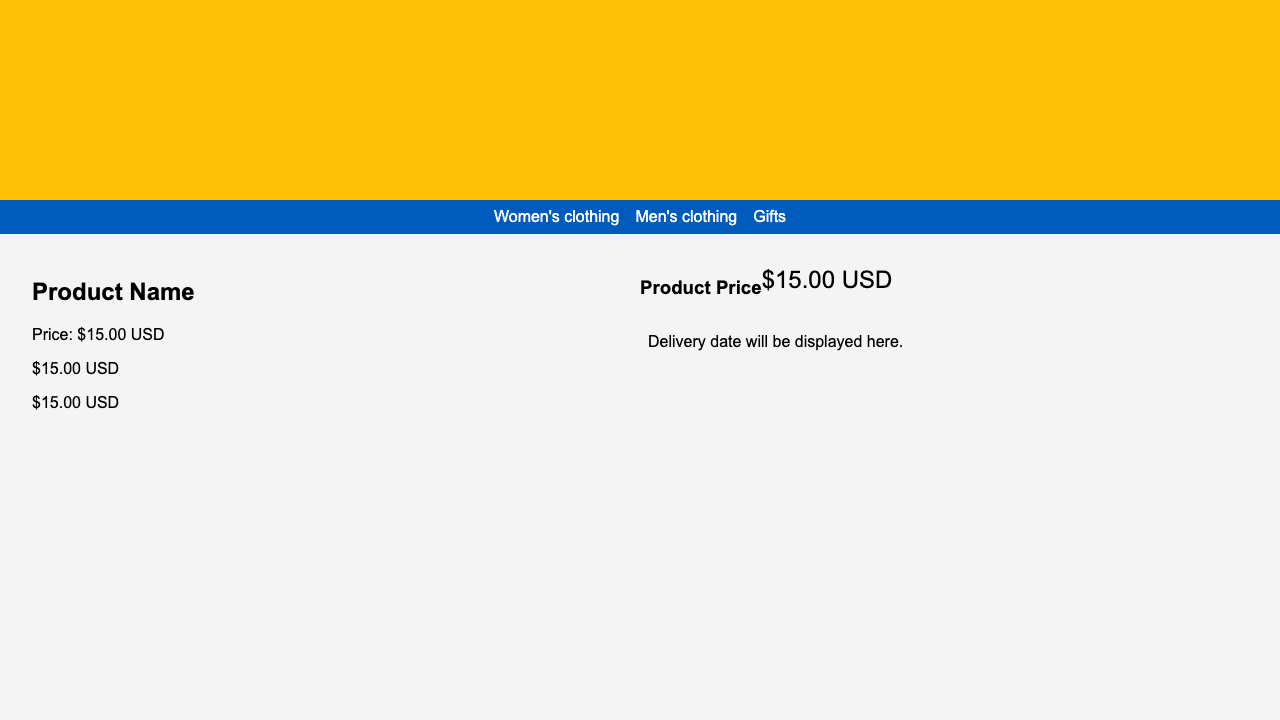 Women's clothing Men's clothing Gifts
Product Name
Price: $15.00 USD
$15.00 USD
$15.00 USD
Product Price$15.00 USD
Delivery date will be displayed here.